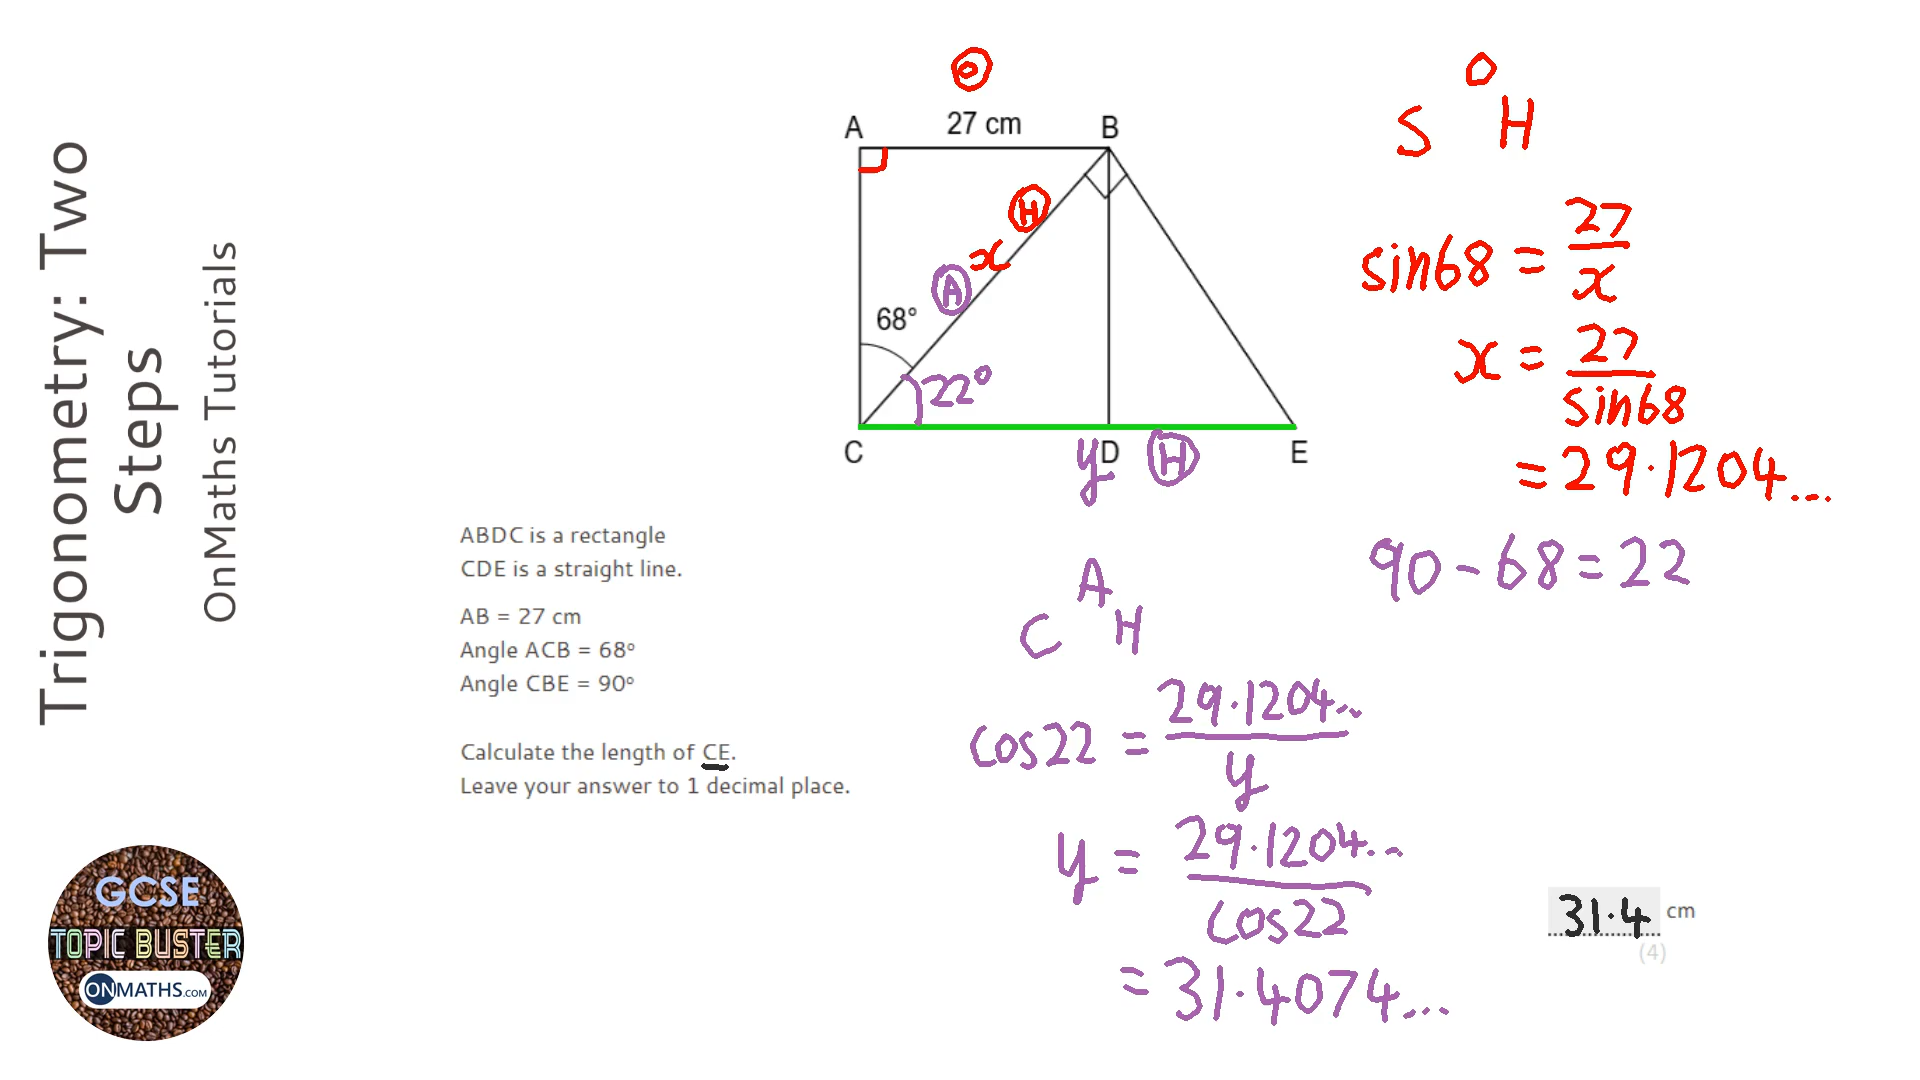 Trigonometry: Two
Steps
OnMaths Tutorials
GCSE
TOPIC BUSTER
ONMATHS.COM
O
27 cm
A
B
H
x
A
68°
22°
C
D
E
y
H
ABDC is a rectangle
CDE is a straight line.
AB = 27 cm
Angle ACB = 68°
Angle CBE = 90°
Calculate the length of CE.
Leave your answer to 1 decimal place.
O
S H
sin68 = 27/x
x = 27/sin68
= 29.1204...
90 - 68 = 22
A
C H
cos22 = 29.1204.../y
y = 29.1204.../cos22
= 31.4074...
31.4 cm
(4)